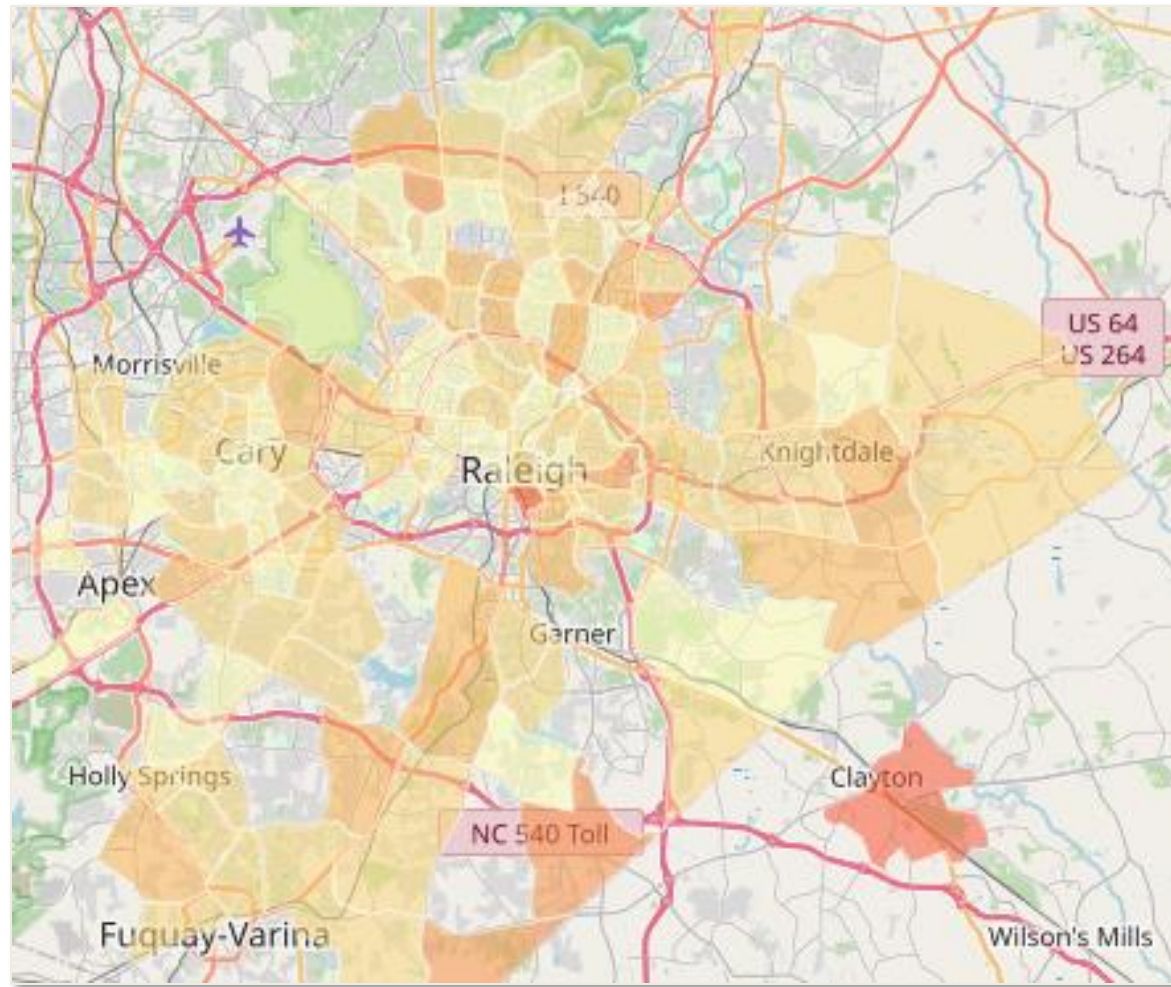 I 540
US 64
US 264
Morrisville
Cary
Raleigh
Knightdale
Apex
Garner
Holly Springs
Clayton
NC 540 Toll
Fuquay-Varina
Wilson's Mills